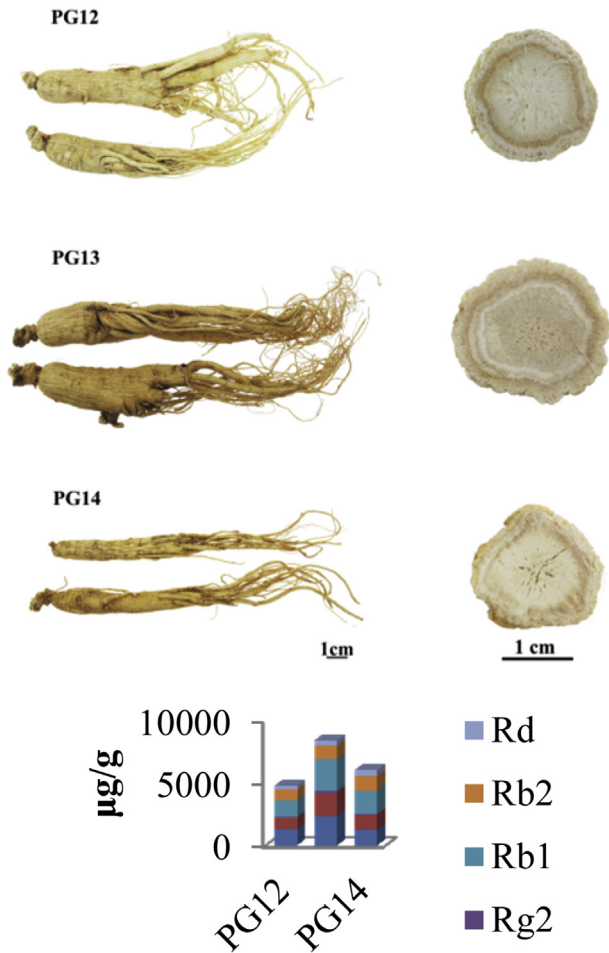 PG12
PG13
PG14
1cm
1 cm
10000
5000
0
µg/g
PG12
PG14
Rd
Rb2
Rb1
Rg2